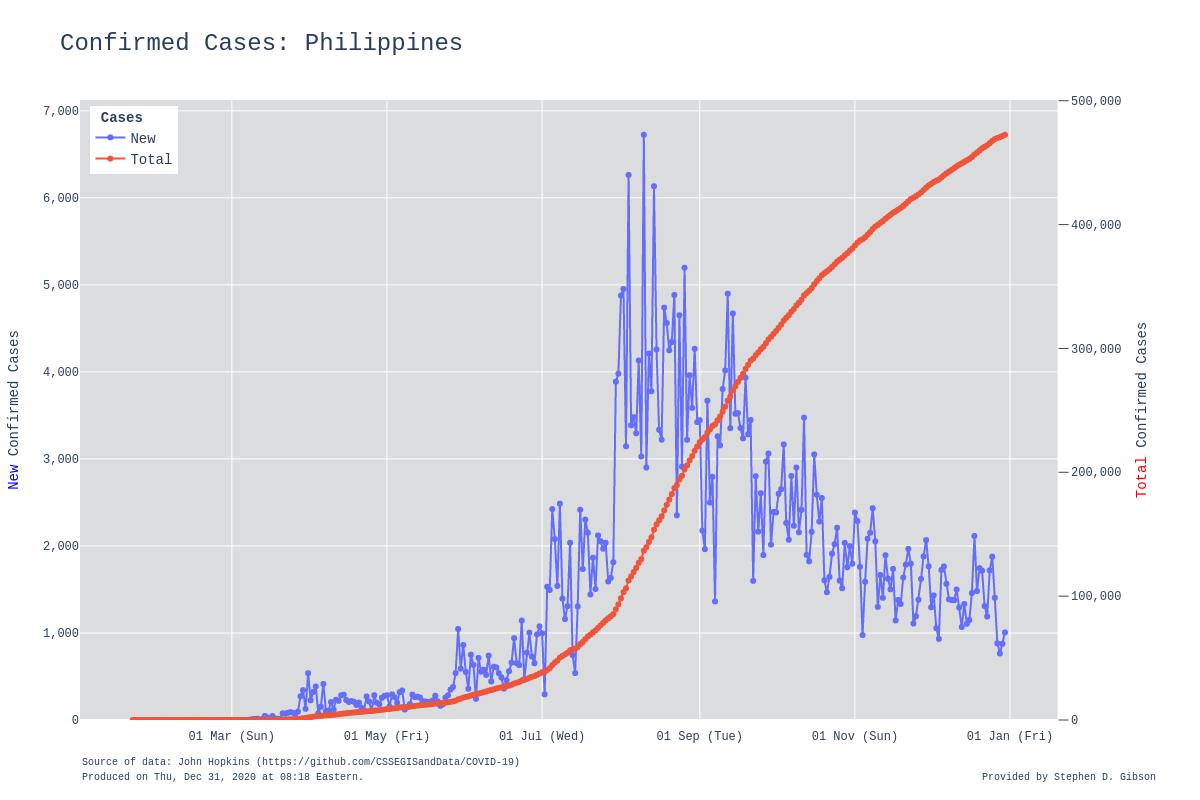 Confirmed Cases: Philippines
Cases
New
Total
7,000
6,000
5,000
4,000
3,000
2,000
1,000
0
500,000
400,000
300,000
200,000
100,000
0
New Confirmed Cases
Total Confirmed Cases
01 Mar (Sun)
01 May (Fri)
01 Jul (Wed)
01 Sep (Tue)
01 Nov (Sun)
01 Jan (Fri)
Source of data: John Hopkins (https://github.com/CSSEGISandData/COVID-19)
Produced on Thu, Dec 31, 2020 at 08:18 Eastern.
Provided by Stephen D. Gibson